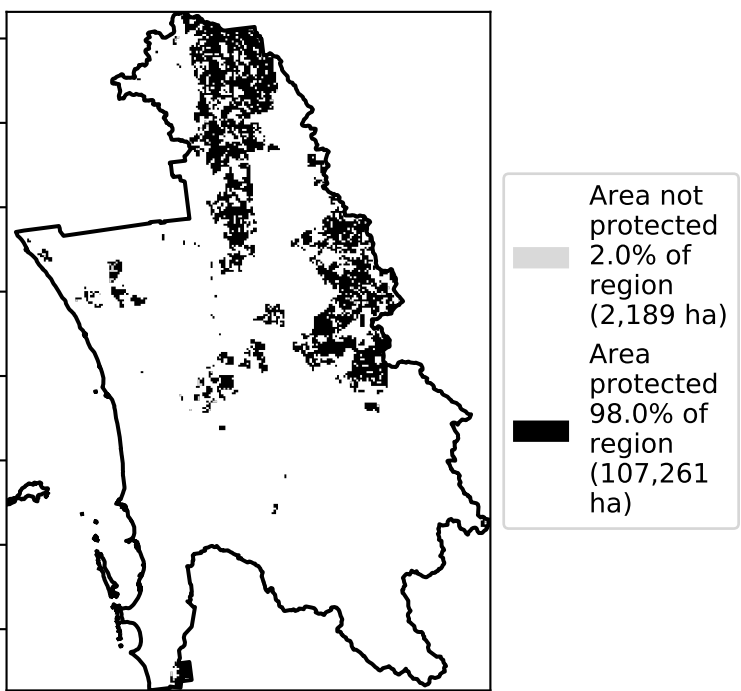 Area not
protected
2.0% of
region
(2,189 ha)
Area
protected
98.0% of
region
(107,261
ha)